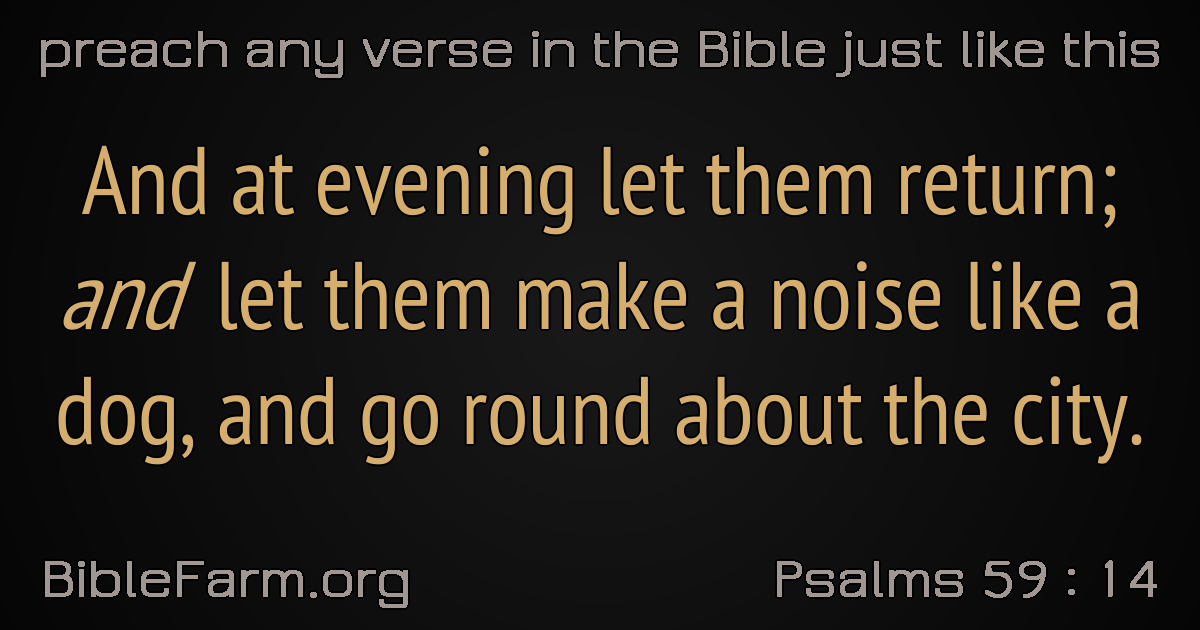 preach any verse in the Bible just like this
And at evening let them return;
and let them make a noise like a
dog, and go round about the city.
BibleFarm.org
Psalms 59 : 14